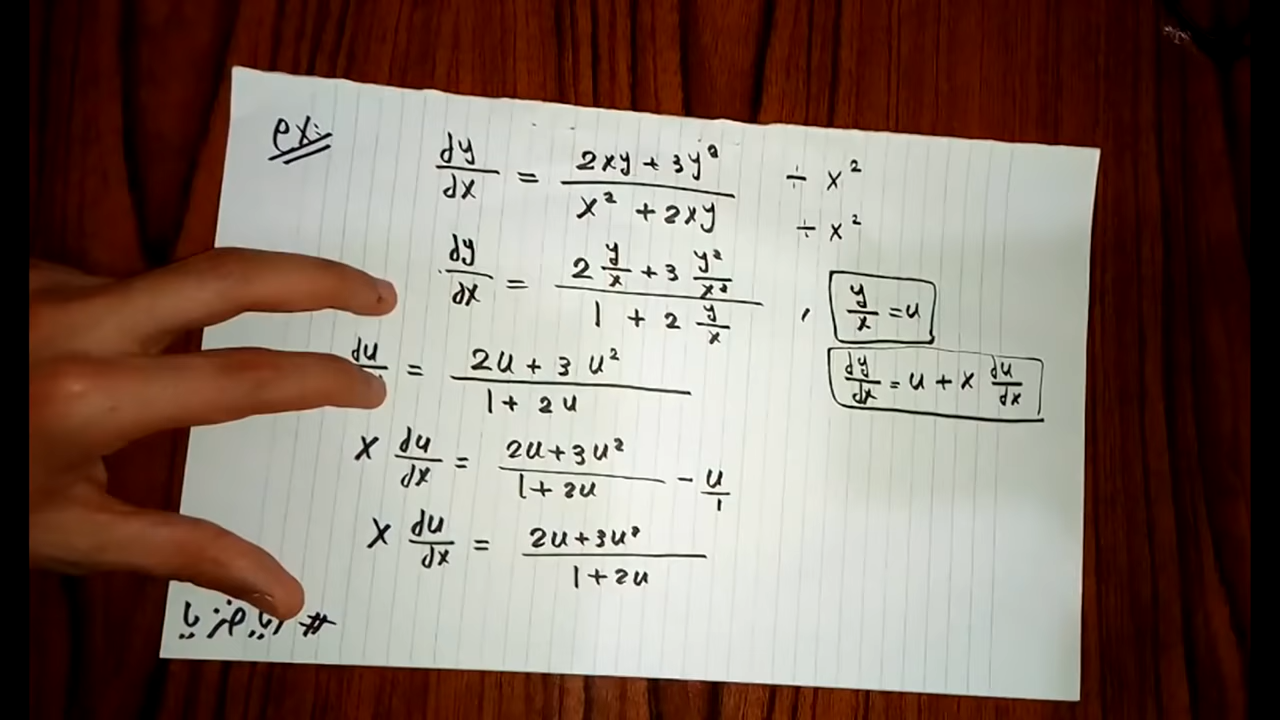 ex:
dy/dx = (2xy + 3y²)/(x² + 2xy) ÷ x² ÷ x²
dy/dx = (2 y/x + 3 y²/x²)/(1 + 2 y/x) , y/x = u
dy/dx = u + x du/dx
du = (2u + 3u²)/(1 + 2u)
x du/dx = (2u + 3u²)/(1 + 2u) - u/1
x du/dx = (2u + 3u²)/(1 + 2u)
#